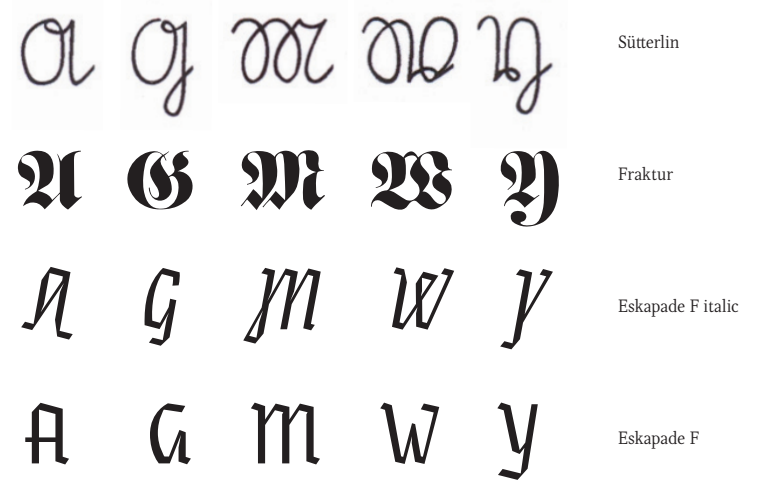 A G M W Y Sütterlin
A G M W Y Fraktur
A G M W Y Eskapade F italic
A G M W Y Eskapade F